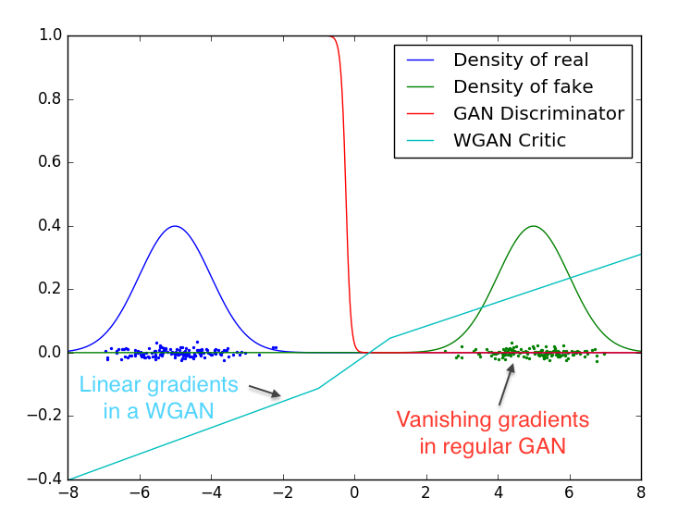 1.0
Density of real
Density of fake
GAN Discriminator
WGAN Critic
0.8
0.6
0.4
0.2
0.0
Linear gradients
in a WGAN
Vanishing gradients
in regular GAN
−0.2
−0.4
−8 −6 −4 −2 0 2 4 6 8